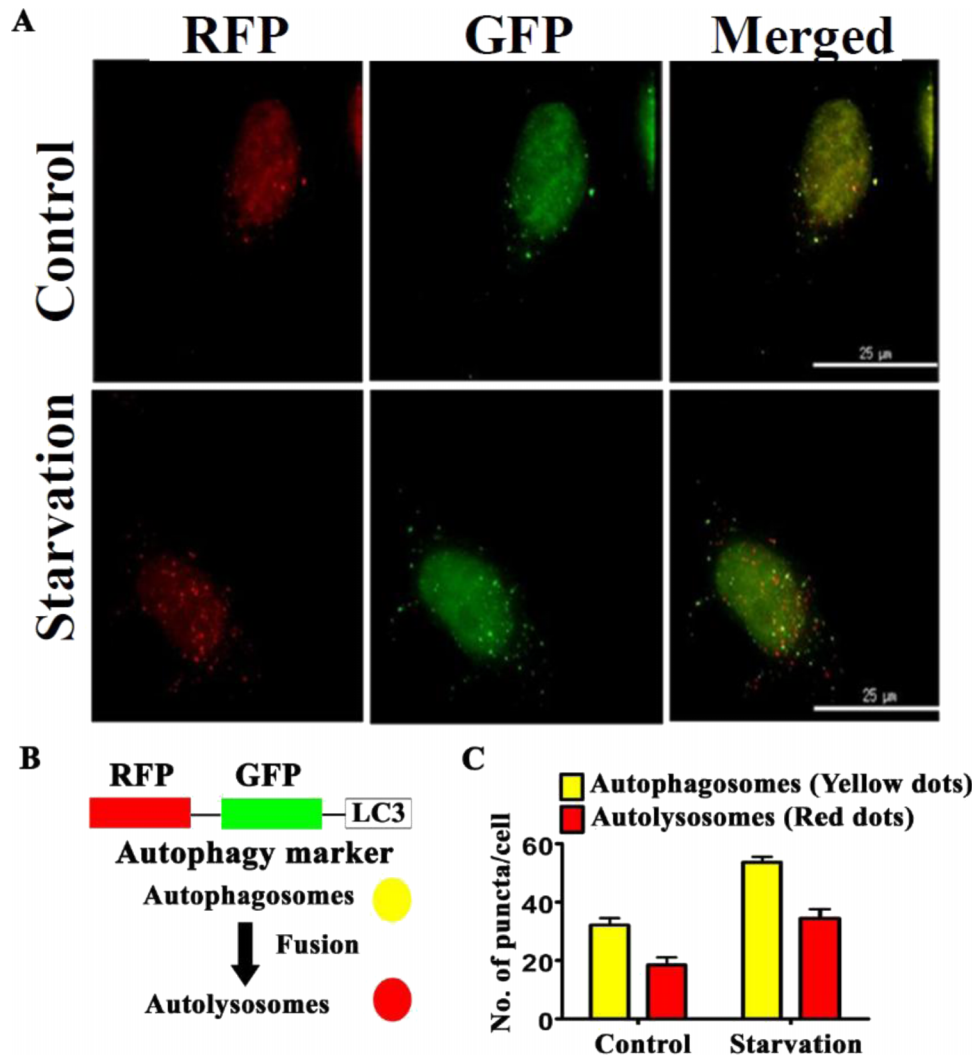 A
RFP GFP Merged
Control
25 µm
Starvation
25 µm
B
RFP GFP
LC3
Autophagy marker
Autophagosomes
Fusion
Autolysosomes
C
Autophagosomes (Yellow dots)
Autolysosomes (Red dots)
No. of puncta/cell
60
40
20
0
Control Starvation